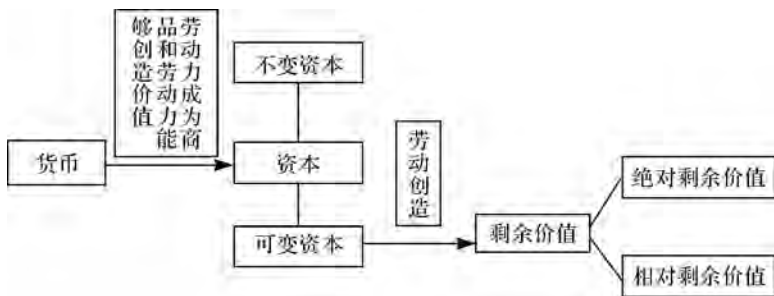 劳动力成为商
品和劳动力能
够创造价值
不变资本
货币
资本
劳动创造
可变资本
剩余价值
绝对剩余价值
相对剩余价值